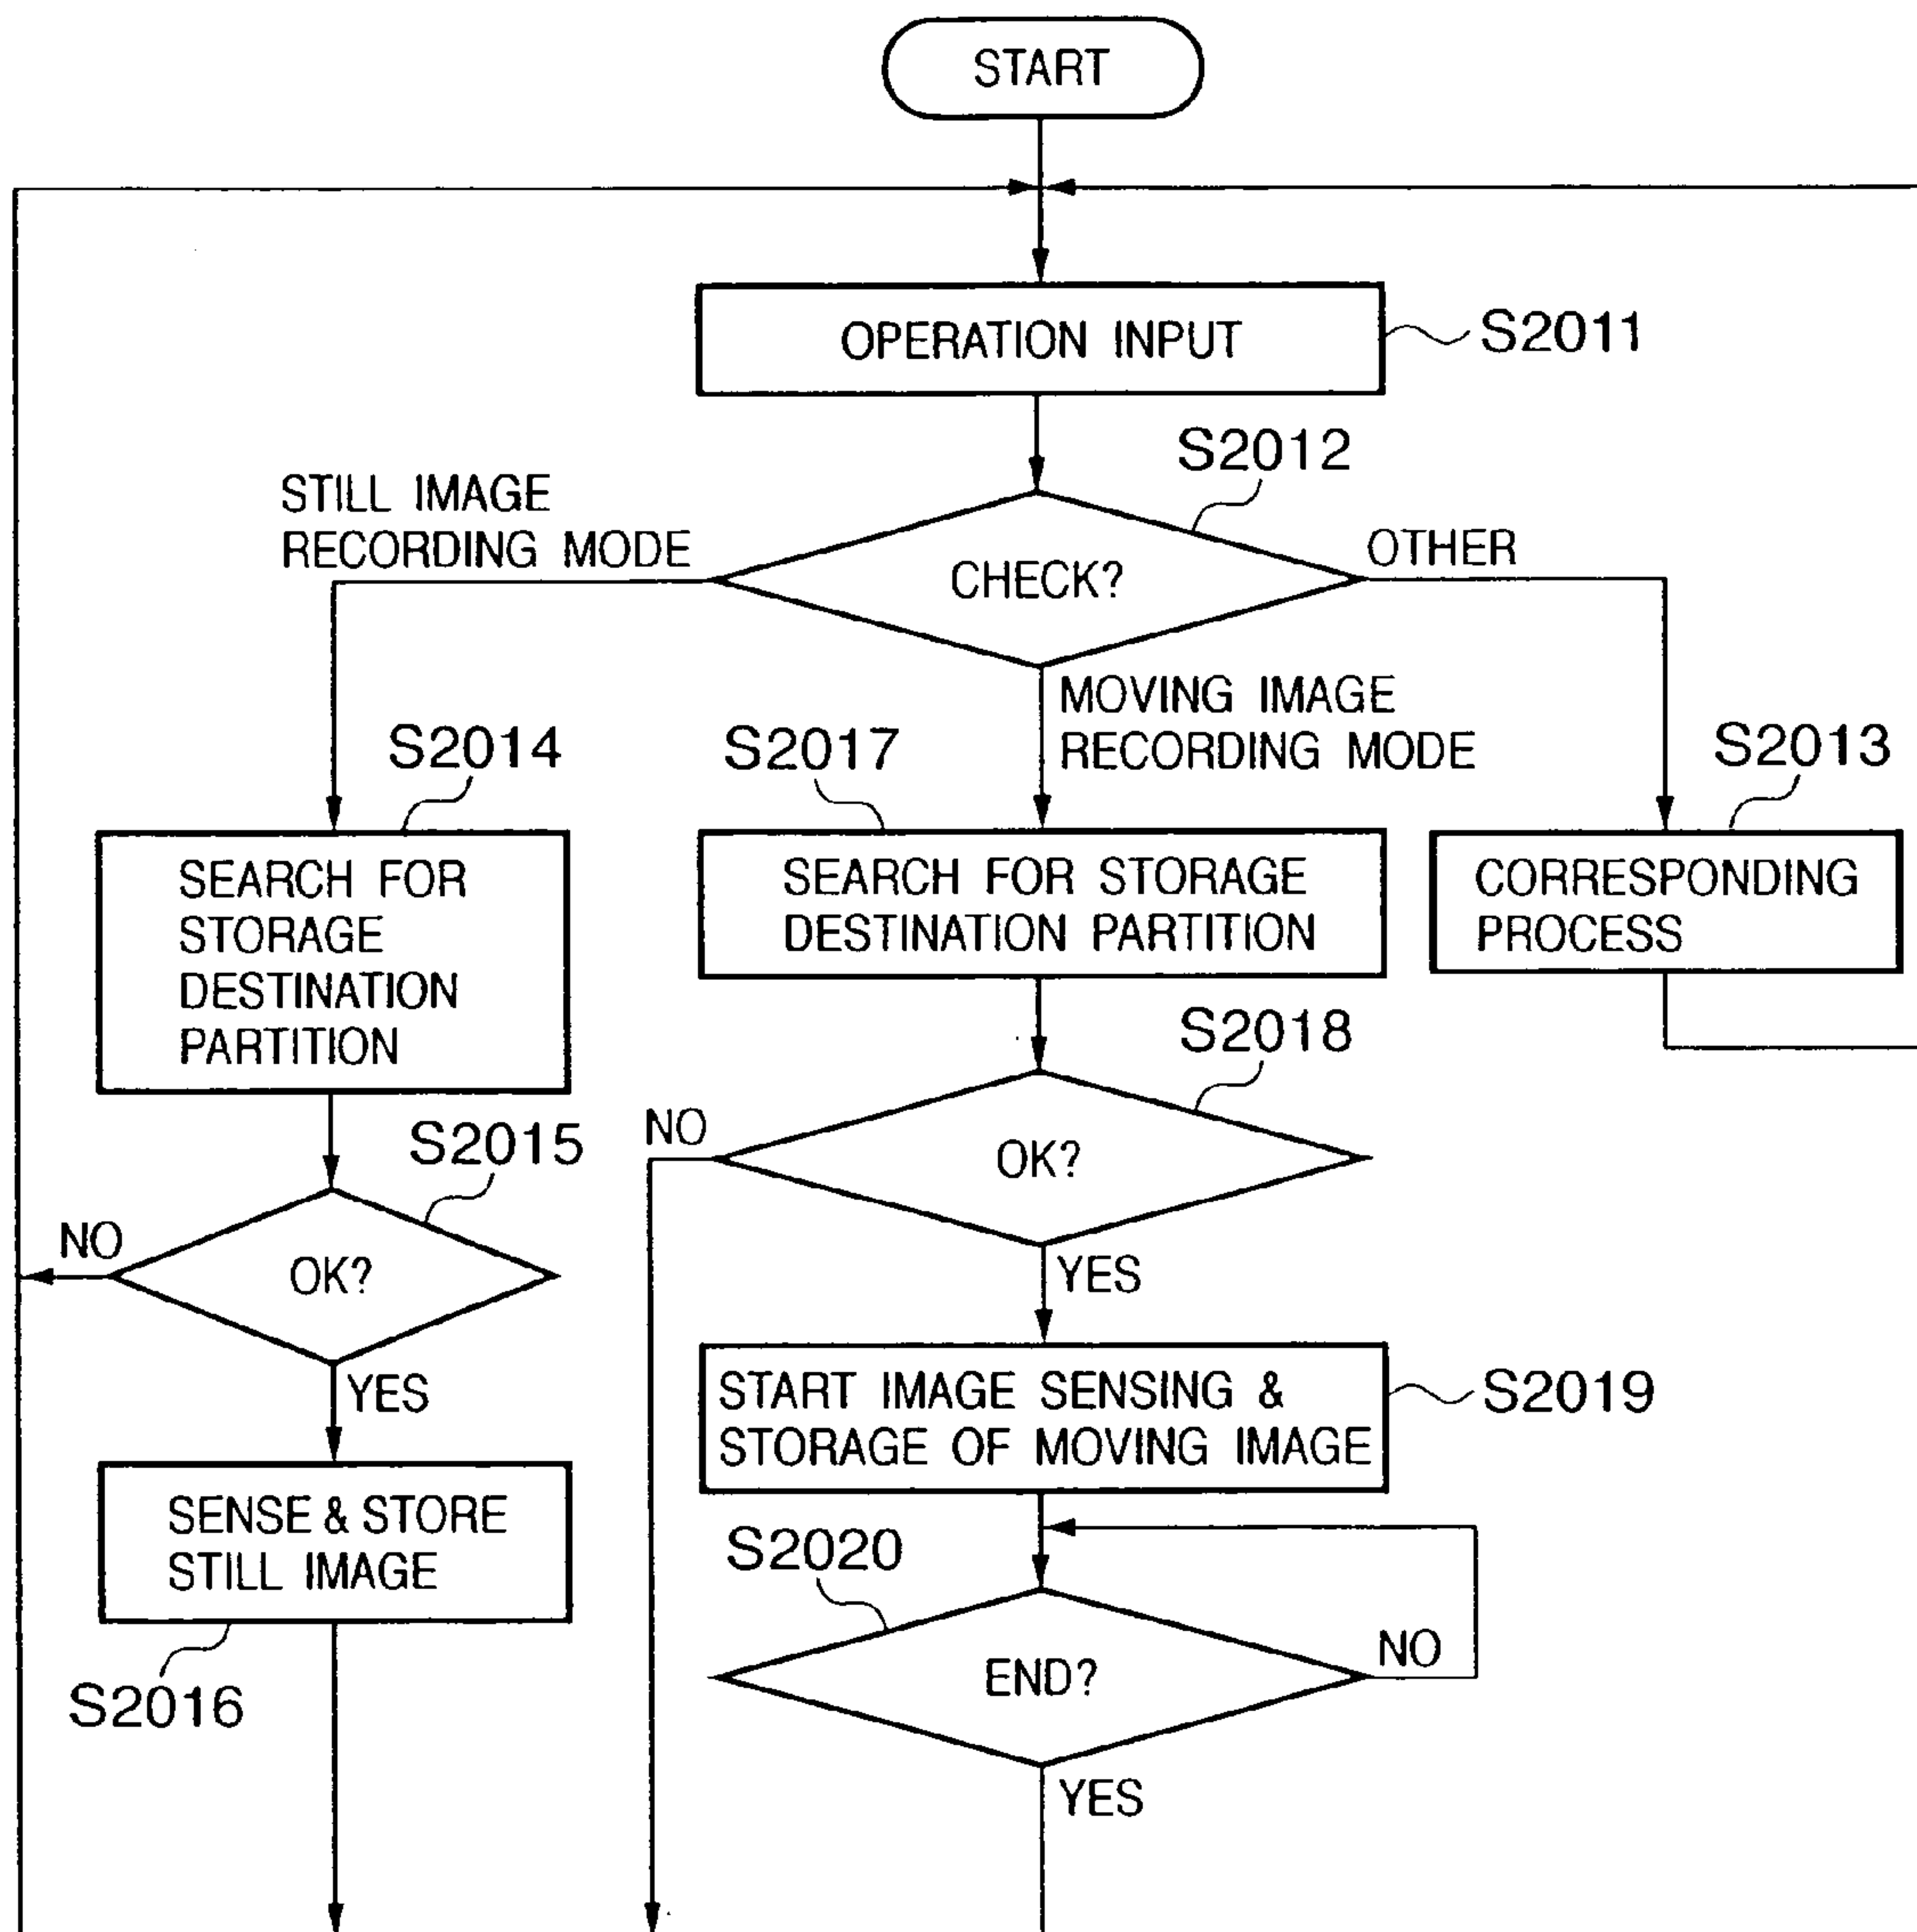 START
OPERATION INPUT
S2011
S2012
STILL IMAGE
RECORDING MODE
CHECK?
OTHER
MOVING IMAGE
RECORDING MODE
S2014
S2017
S2013
SEARCH FOR
STORAGE
DESTINATION
PARTITION
SEARCH FOR STORAGE
DESTINATION PARTITION
CORRESPONDING
PROCESS
S2018
NO
OK?
YES
S2015
NO
OK?
YES
START IMAGE SENSING &
STORAGE OF MOVING IMAGE
S2019
SENSE & STORE
STILL IMAGE
S2016
S2020
END?
NO
YES